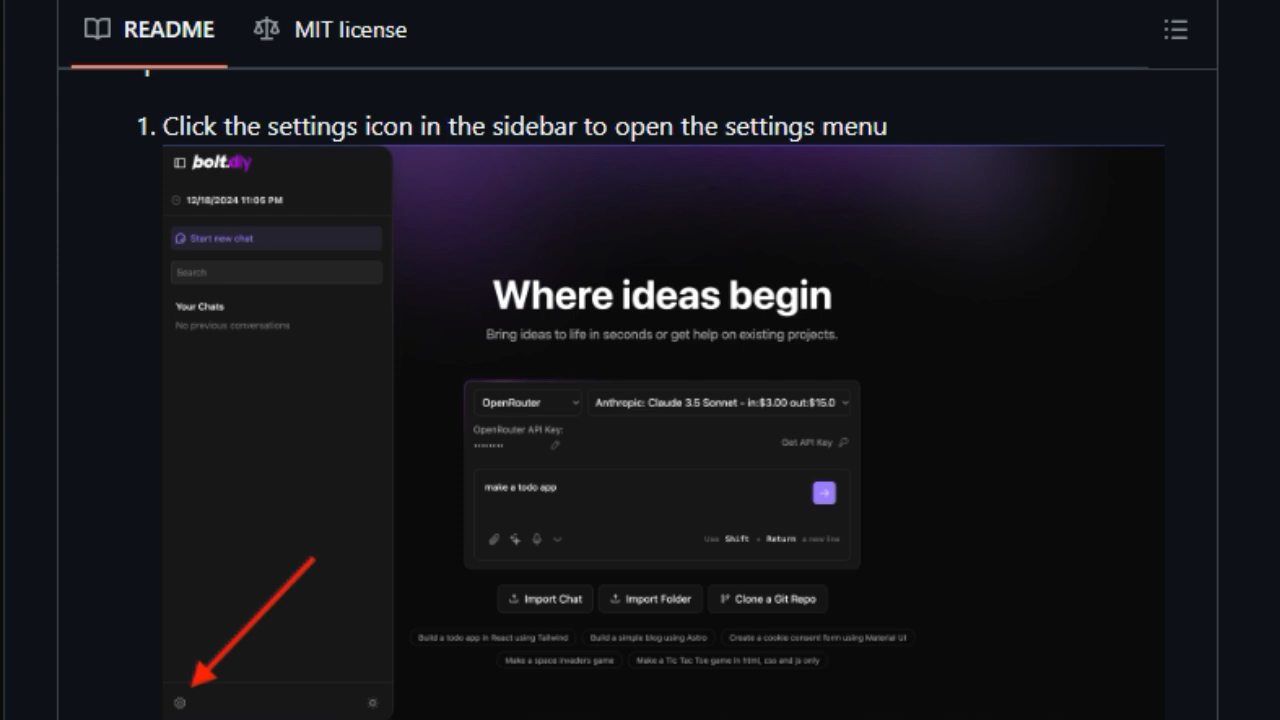 README MIT license
1. Click the settings icon in the sidebar to open the settings menu
bolt.diy
12/18/2024 11:05 PM
Start new chat
Search
Your Chats
No previous conversations
Where ideas begin
Bring ideas to life in seconds or get help on existing projects.
OpenRouter Anthropic: Claude 3.5 Sonnet - in:$3.00 out:$15.0
OpenRouter API Key:
Get API Key
make a todo app
Use Shift + Return a new line
Import Chat Import Folder Clone a Git Repo
Build a todo app in React using Tailwind Build a simple blog using Astro Create a cookie consent form using Material UI
Make a space invaders game Make a Tic Tac Toe game in html, css and js only